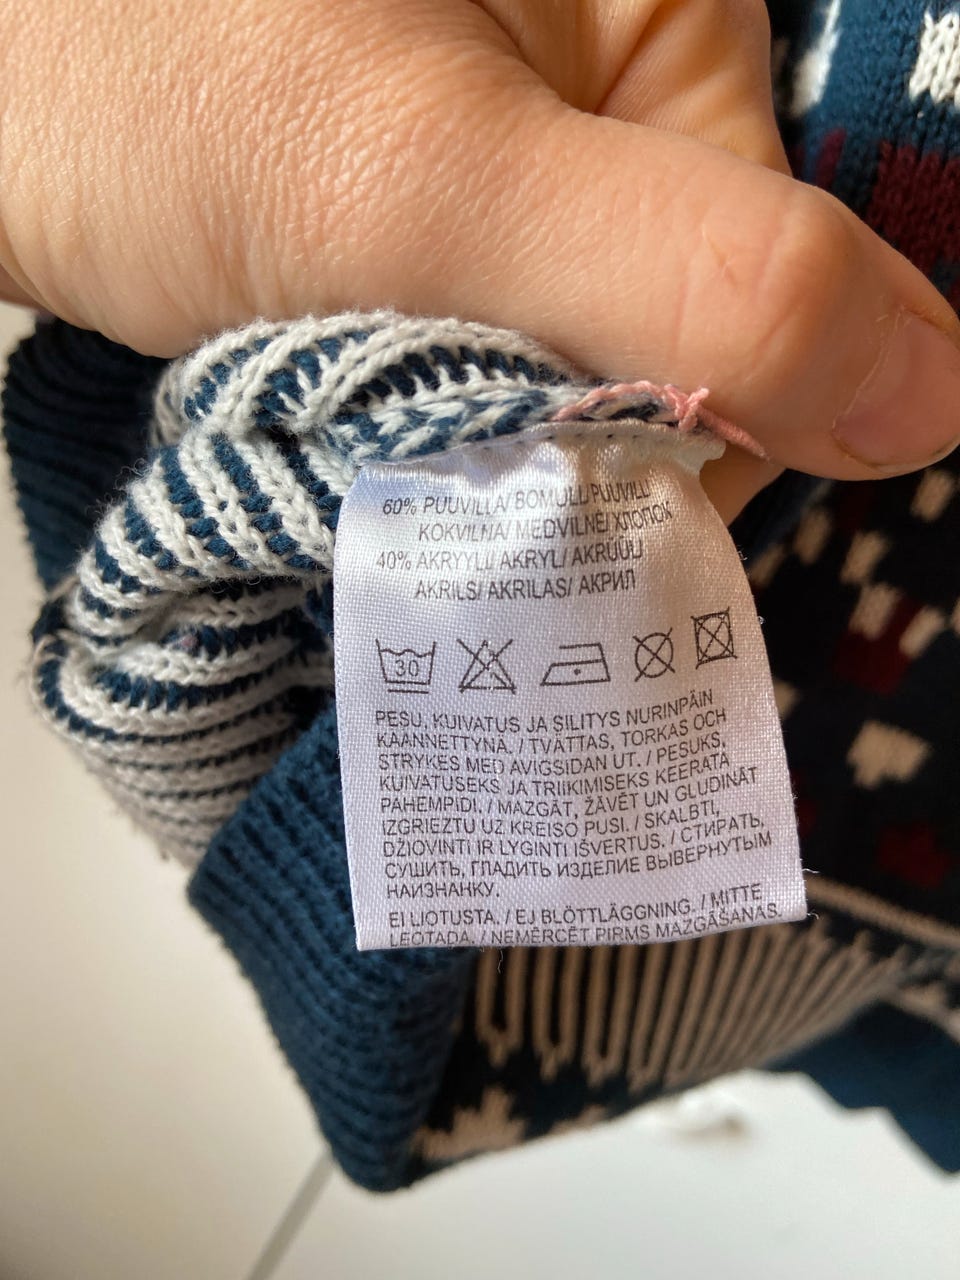 60% PUUVILLA/ BOMULL/PUUVILL
KOKVILNA/ MEDVILNE/ ХЛОПОК
40% AKRYYLI/ AKRYL/ AKRÜÜL/
AKRILS/ AKRILAS/ АКРИЛ
30
PESU, KUIVATUS JA SILITYS NURINPÄIN
KÄÄNNETTYNÄ. / TVÄTTAS, TORKAS OCH
STRYKES MED AVIGSIDAN UT. / PESUKS,
KUIVATUSEKS JA TRIIKIMISEKS KEERATA
PAHEMPIDI. / MAZGĀT, ŽĀVĒT UN GLUDINĀT
IZGRIEZTU UZ KREISO PUSI. / SKALBTI,
DŽIOVINTI IR LYGINTI IŠVERTUS. / СТИРАТЬ,
СУШИТЬ, ГЛАДИТЬ ИЗДЕЛИЕ ВЫВЕРНУТЫМ
НАИЗНАНКУ.
EI LIOTUSTA. / EJ BLÖTTLÄGGNING. / MITTE
LEOTADA. / NEMĒRCĒT PIRMS MAZGĀŠANAS.